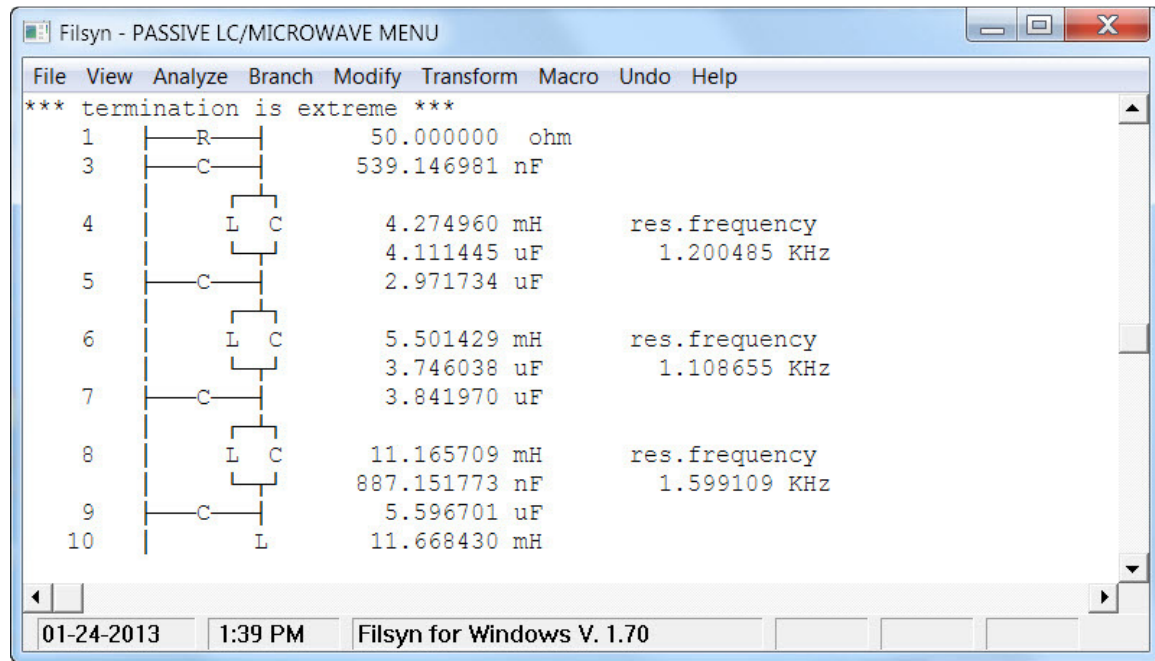 Filsyn - PASSIVE LC/MICROWAVE MENU
File View Analyze Branch Modify Transform Macro Undo Help
*** termination is extreme ***
1 R 50.000000 ohm
3 C 539.146981 nF
4 L C 4.274960 mH res.frequency
4.111445 uF 1.200485 KHz
5 C 2.971734 uF
6 L C 5.501429 mH res.frequency
3.746038 uF 1.108655 KHz
7 C 3.841970 uF
8 L C 11.165709 mH res.frequency
887.151773 nF 1.599109 KHz
9 C 5.596701 uF
10 L 11.668430 mH
01-24-2013 1:39 PM Filsyn for Windows V. 1.70